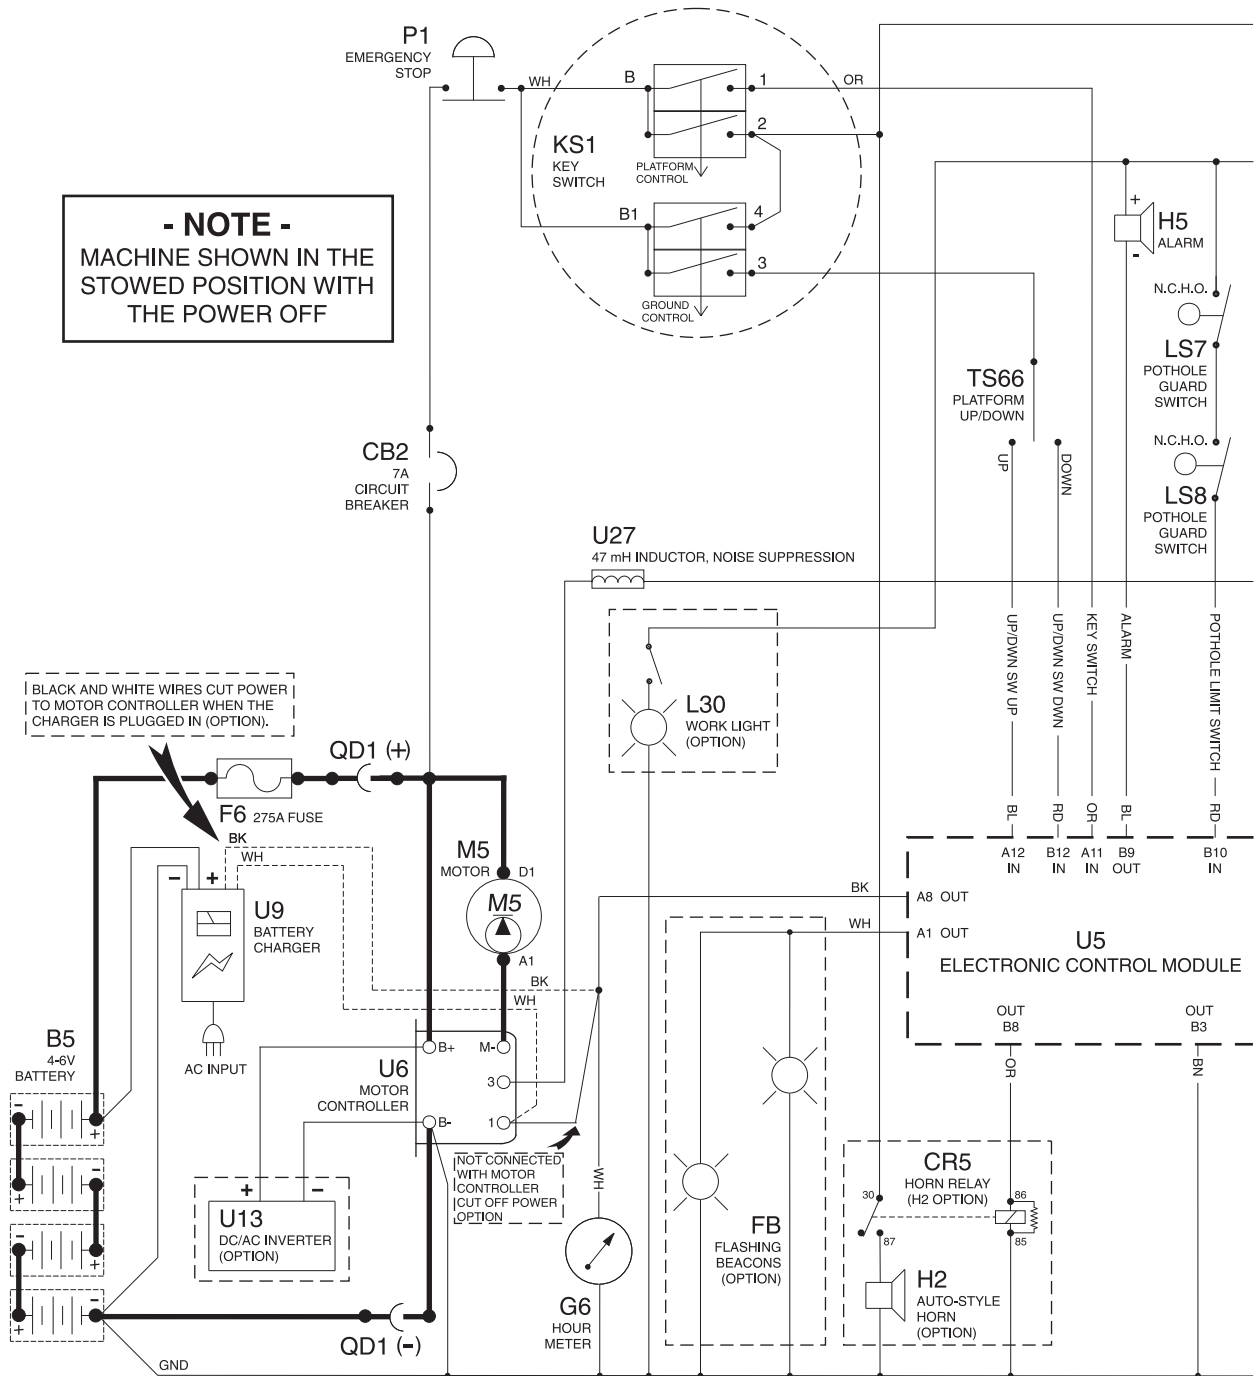 P1
EMERGENCY
STOP
WH
B
1
OR
2
KS1
KEY
SWITCH
PLATFORM
CONTROL
B1
4
3
GROUND
CONTROL
- NOTE -
MACHINE SHOWN IN THE
STOWED POSITION WITH
THE POWER OFF
+
H5
ALARM
-
N.C.H.O.
LS7
POTHOLE
GUARD
SWITCH
TS66
PLATFORM
UP/DOWN
UP
DOWN
N.C.H.O.
LS8
POTHOLE
GUARD
SWITCH
CB2
7A
CIRCUIT
BREAKER
U27
47 mH INDUCTOR, NOISE SUPPRESSION
UP/DWN SW UP
UP/DWN SW DWN
KEY SWITCH
ALARM
POTHOLE LIMIT SWITCH
L30
WORK LIGHT
(OPTION)
BLACK AND WHITE WIRES CUT POWER
TO MOTOR CONTROLLER WHEN THE
CHARGER IS PLUGGED IN (OPTION).
QD1 (+)
F6 275A FUSE
BK
WH
- +
U9
BATTERY
CHARGER
AC INPUT
M5
MOTOR
D1
M5
A1
BK
WH
BL
RD
OR
BL
RD
A12
IN
B12
IN
A11
IN
B9
OUT
B10
IN
BK
A8 OUT
WH
A1 OUT
U5
ELECTRONIC CONTROL MODULE
OUT
B8
OUT
B3
OR
BN
B5
4-6V
BATTERY
-
+
-
+
-
+
-
+
U6
MOTOR
CONTROLLER
B+
M-
3
B-
1
NOT CONNECTED
WITH MOTOR
CONTROLLER
CUT OFF POWER
OPTION
+ -
U13
DC/AC INVERTER
(OPTION)
WH
G6
HOUR
METER
FB
FLASHING
BEACONS
(OPTION)
CR5
HORN RELAY
(H2 OPTION)
30
87
86
85
H2
AUTO-STYLE
HORN
(OPTION)
QD1 (-)
GND